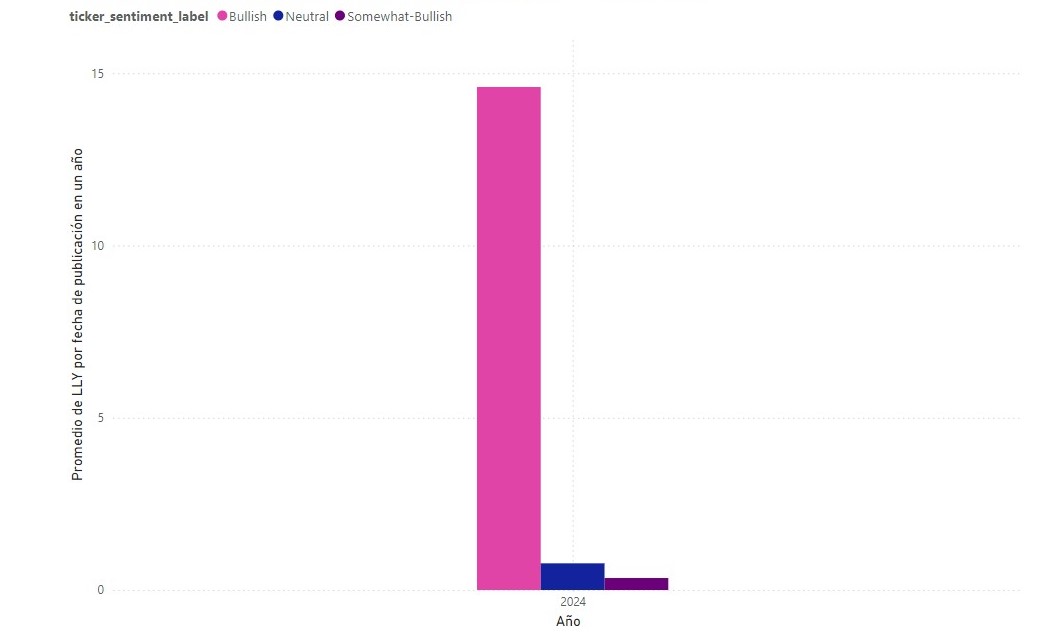 ticker_sentiment_label Bullish Neutral Somewhat-Bullish
Promedio de LLY por fecha de publicación en un año
15
10
5
0
2024
Año